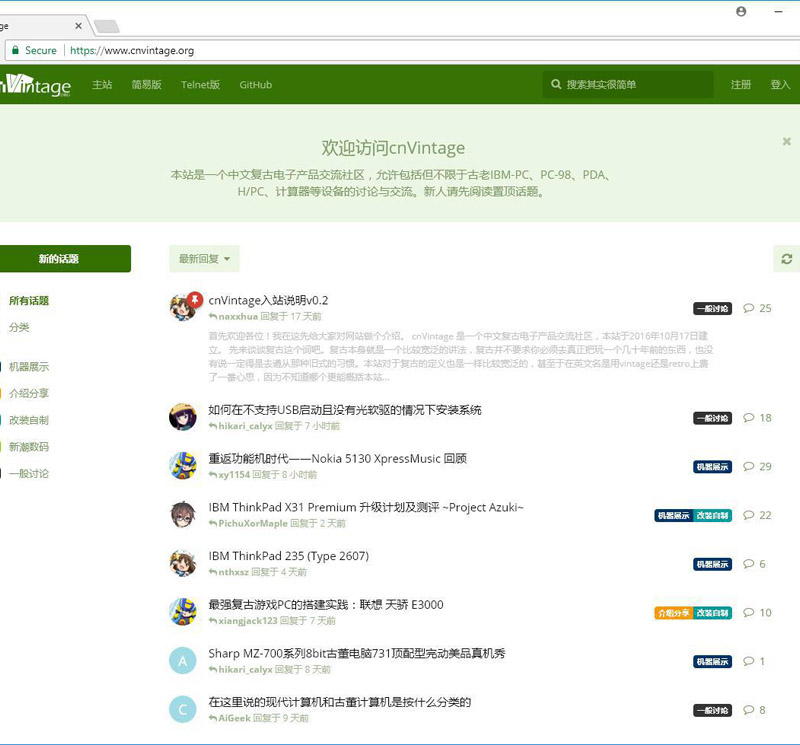 ge
Secure
https://www.cnvintage.org
nVintage
主站
简易版
Telnet版
GitHub
搜索其实很简单
注册
登入
欢迎访问cnVintage
本站是一个中文复古电子产品交流社区，允许包括但不限于古老IBM-PC、PC-98、PDA、
H/PC、计算器等设备的讨论与交流。新人请先阅读置顶话题。
新的话题
最新回复
所有话题
分类
机器展示
介绍分享
改装自制
新潮数码
一般讨论
cnVintage入站说明v0.2
naxxhua 回复于 17 天前
首先欢迎各位！我在这先给大家对网站做个介绍。 cnVintage 是一个中文复古电子产品交流社区，本站于2016年10月17日建
立。 先来谈谈复古这个词吧。复古本身就是一个比较宽泛的讲法，复古并不要求你必须去真正把玩一个几十年前的东西，也没
有说一定得是去遵从那种旧式的习惯。本站对于复古的定义也是一样比较宽泛的，甚至于在英文名是用vintage还是retro上费
了一番心思，因为不知道哪个更能概括本站...
一般讨论
25
如何在不支持USB启动且没有光软驱的情况下安装系统
hikari_calyx 回复于 7 小时前
一般讨论
18
重返功能机时代——Nokia 5130 XpressMusic 回顾
xy1154 回复于 8 小时前
机器展示
29
IBM ThinkPad X31 Premium 升级计划及测评 ~Project Azuki~
PichuXorMaple 回复于 2 天前
机器展示
改装自制
22
IBM ThinkPad 235 (Type 2607)
nthxsz 回复于 4 天前
机器展示
6
最强复古游戏PC的搭建实践：联想 天骄 E3000
xiangjack123 回复于 7 天前
介绍分享
改装自制
10
A
Sharp MZ-700系列8bit古董电脑731顶配型完动美品真机秀
hikari_calyx 回复于 8 天前
机器展示
1
C
在这里说的现代计算机和古董计算机是按什么分类的
AiGeek 回复于 9 天前
一般讨论
8